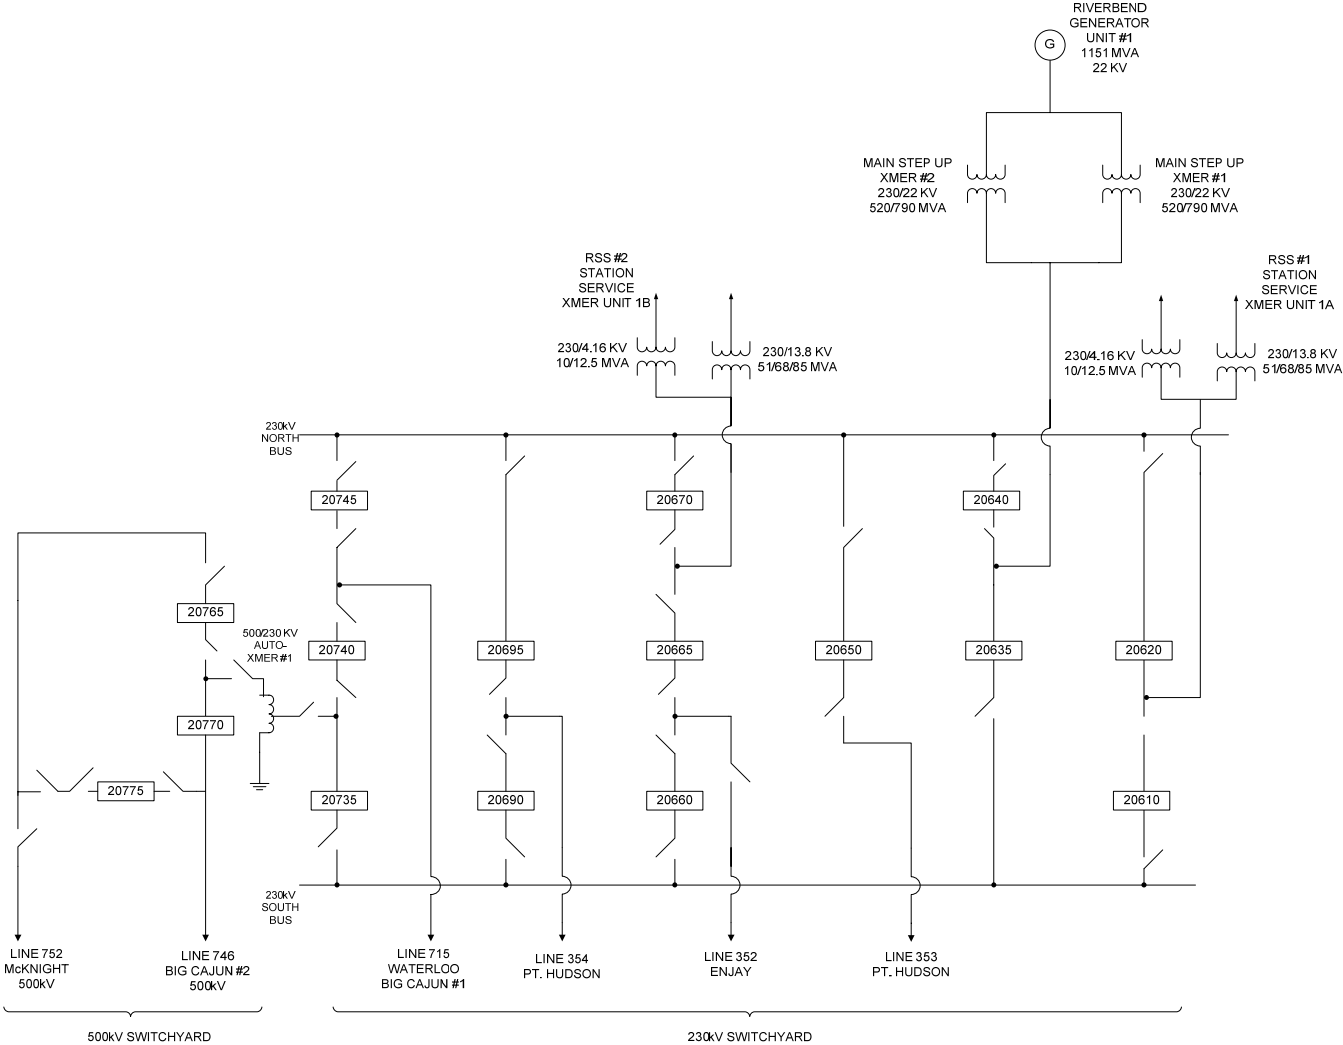 RIVERBEND
GENERATOR
UNIT #1
1151 MVA
22 KV
G
MAIN STEP UP
XMER #2
230/22 KV
520/790 MVA
MAIN STEP UP
XMER #1
230/22 KV
520/790 MVA
RSS #2
STATION
SERVICE
XMER UNIT 1B
RSS #1
STATION
SERVICE
XMER UNIT 1A
230/4.16 KV
10/12.5 MVA
230/13.8 KV
51/68/85 MVA
230/4.16 KV
10/12.5 MVA
230/13.8 KV
51/68/85 MVA
230kV
NORTH
BUS
20745
20670
20640
20765
500/230 KV
AUTO-
XMER #1
20740
20695
20665
20650
20635
20620
20770
20775
20735
20690
20660
20610
230kV
SOUTH
BUS
LINE 752
McKNIGHT
500kV
LINE 746
BIG CAJUN #2
500kV
LINE 715
WATERLOO
BIG CAJUN #1
LINE 354
PT. HUDSON
LINE 352
ENJAY
LINE 353
PT. HUDSON
500kV SWITCHYARD
230kV SWITCHYARD